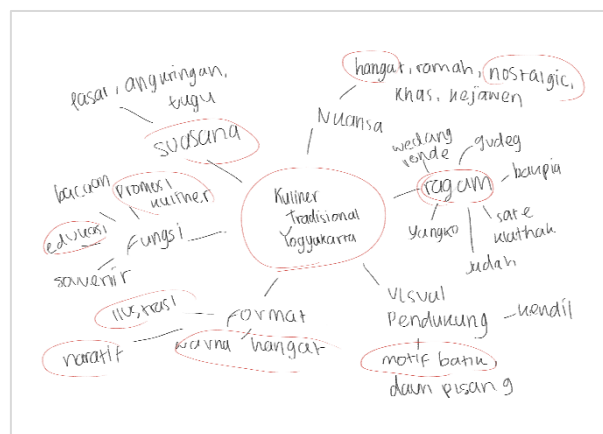 hangat, ramah, nostalgic,
khas, kejawen
Nuansa
pasar, angkringan,
tugu
suasana
wedang
ronde
gudeg
bakpia
ragam
sate
klathak
yangko
Jadah
bacaan
promosi
kuliner
edukasi
fungsi
souvenir
Kuliner
Tradisional
Yogyakarta
ilustrasi
format
naratif
warna hangat
visual
Pendukung
kendil
motif batik,
daun pisang